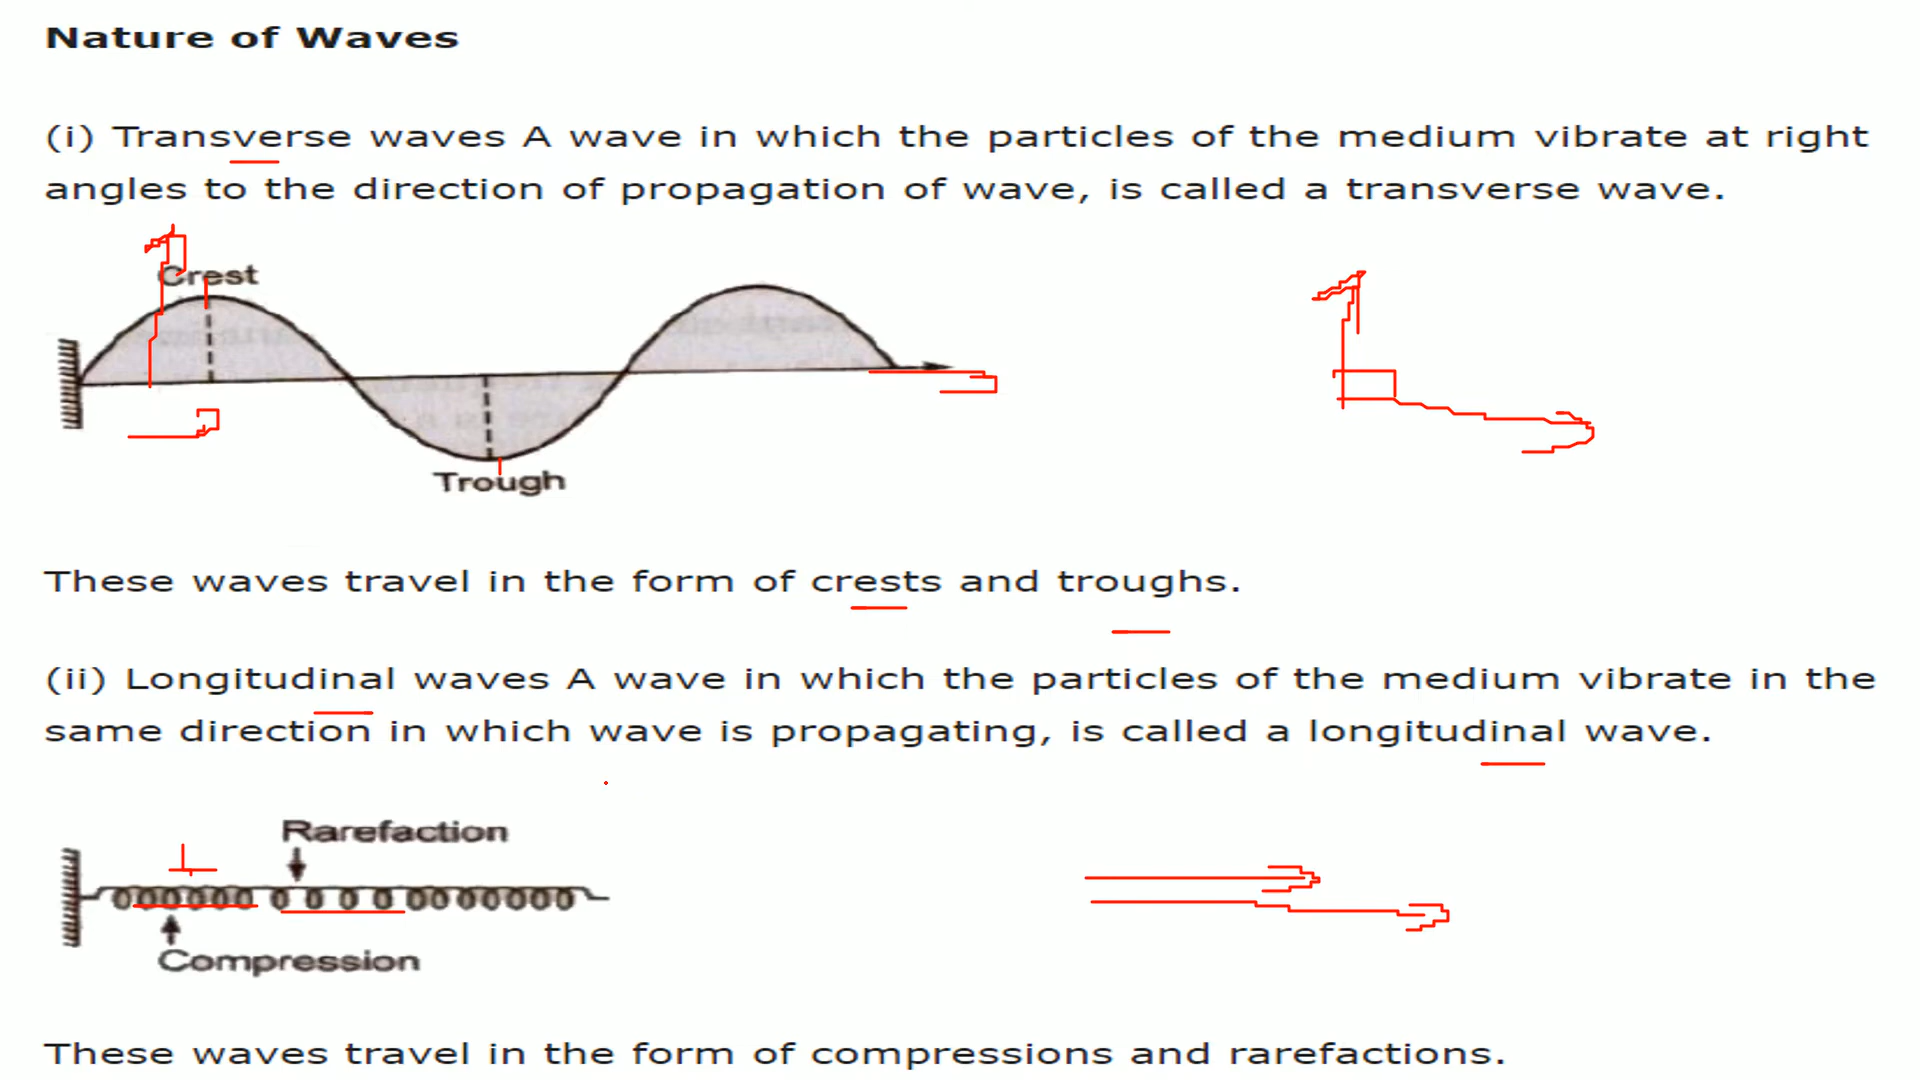 Nature of Waves
(i) Transverse waves A wave in which the particles of the medium vibrate at right
angles to the direction of propagation of wave, is called a transverse wave.
Crest
Trough
These waves travel in the form of crests and troughs.
(ii) Longitudinal waves A wave in which the particles of the medium vibrate in the
same direction in which wave is propagating, is called a longitudinal wave.
Rarefaction
Compression
These waves travel in the form of compressions and rarefactions.